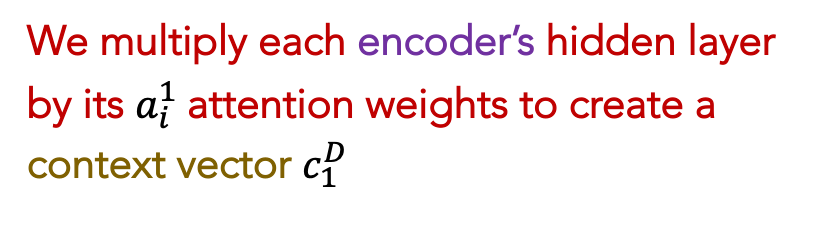 We multiply each encoder’s hidden layer
by its $a_i^1$ attention weights to create a
context vector $c_1^D$